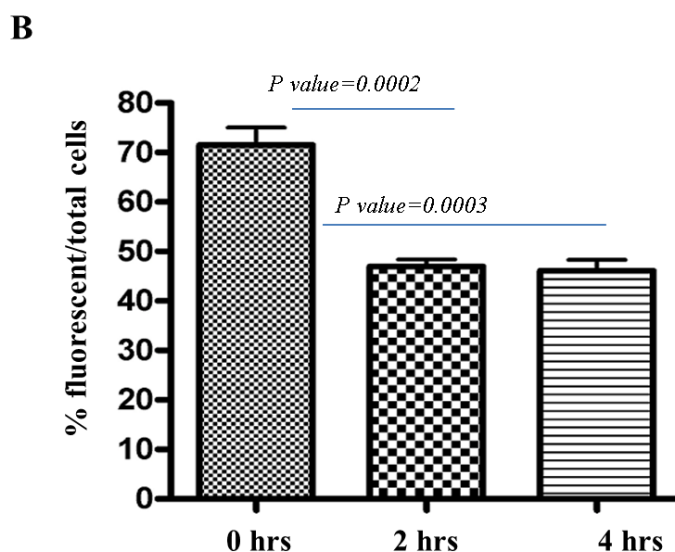 B
P value=0.0002
P value=0.0003
% fluorescent/total cells
80
70
60
50
40
30
20
10
0
0 hrs 2 hrs 4 hrs